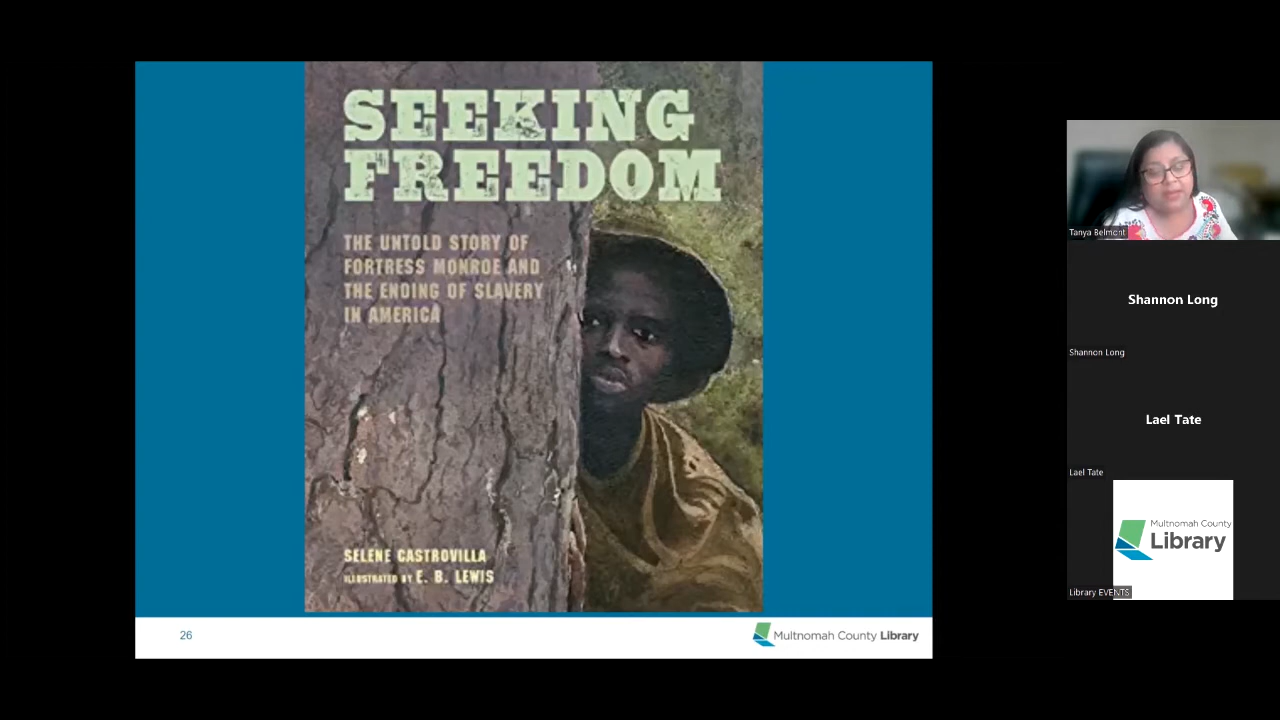 SEEKING
FREEDOM
THE UNTOLD STORY OF
FORTRESS MONROE AND
THE ENDING OF SLAVERY
IN AMERICA
SELENE CASTROVILLA
ILLUSTRATED BY E. B. LEWIS
26
Multnomah County Library
Tanya Belmont
Shannon Long
Shannon Long
Lael Tate
Lael Tate
Multnomah County
Library
Library EVENTS